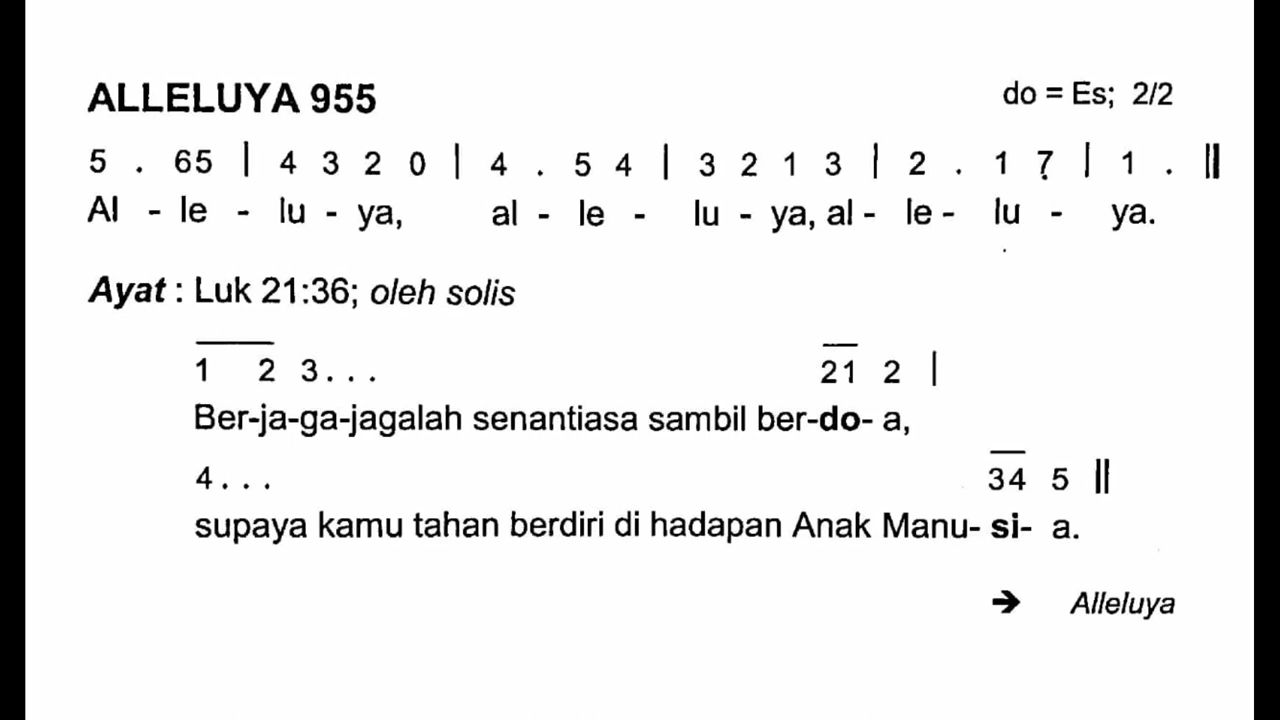 ALLELUYA 955 do = Es; 2/2
5 . 65 | 4 3 2 0 | 4 . 5 4 | 3 2 1 3 | 2 . 1 7̣ | 1 . ||
Al - le - lu - ya, al - le - lu - ya, al - le - lu - ya.
Ayat : Luk 21:36; oleh solis
1 2 3 . . . 21 2 |
Ber-ja-ga-jagalah senantiasa sambil ber-do- a,
4 . . . 34 5 ||
supaya kamu tahan berdiri di hadapan Anak Manu- si- a.
→ Alleluya